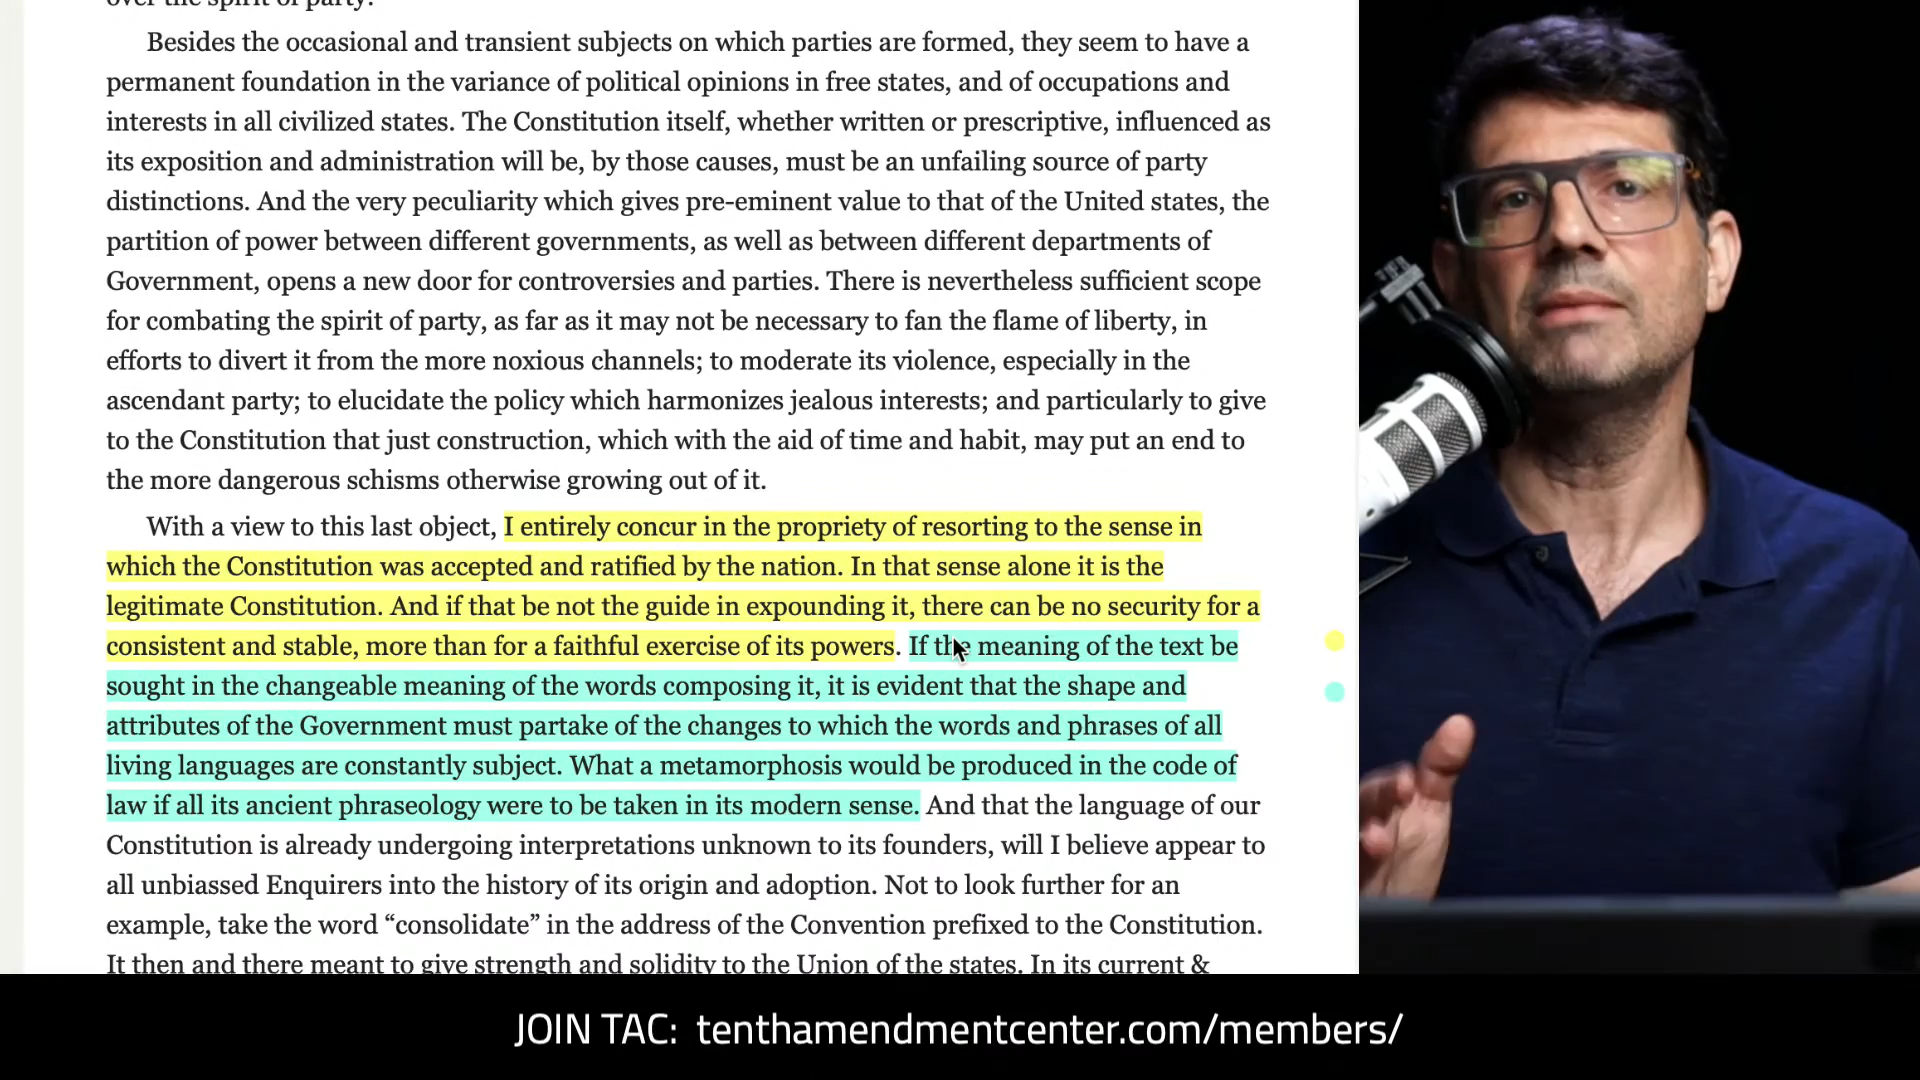 over the spirit of party.
Besides the occasional and transient subjects on which parties are formed, they seem to have a
permanent foundation in the variance of political opinions in free states, and of occupations and
interests in all civilized states. The Constitution itself, whether written or prescriptive, influenced as
its exposition and administration will be, by those causes, must be an unfailing source of party
distinctions. And the very peculiarity which gives pre-eminent value to that of the United states, the
partition of power between different governments, as well as between different departments of
Government, opens a new door for controversies and parties. There is nevertheless sufficient scope
for combating the spirit of party, as far as it may not be necessary to fan the flame of liberty, in
efforts to divert it from the more noxious channels; to moderate its violence, especially in the
ascendant party; to elucidate the policy which harmonizes jealous interests; and particularly to give
to the Constitution that just construction, which with the aid of time and habit, may put an end to
the more dangerous schisms otherwise growing out of it.
With a view to this last object, I entirely concur in the propriety of resorting to the sense in
which the Constitution was accepted and ratified by the nation. In that sense alone it is the
legitimate Constitution. And if that be not the guide in expounding it, there can be no security for a
consistent and stable, more than for a faithful exercise of its powers. If the meaning of the text be
sought in the changeable meaning of the words composing it, it is evident that the shape and
attributes of the Government must partake of the changes to which the words and phrases of all
living languages are constantly subject. What a metamorphosis would be produced in the code of
law if all its ancient phraseology were to be taken in its modern sense. And that the language of our
Constitution is already undergoing interpretations unknown to its founders, will I believe appear to
all unbiassed Enquirers into the history of its origin and adoption. Not to look further for an
example, take the word “consolidate” in the address of the Convention prefixed to the Constitution.
It then and there meant to give strength and solidity to the Union of the states. In its current &
JOIN TAC: tenthamendmentcenter.com/members/